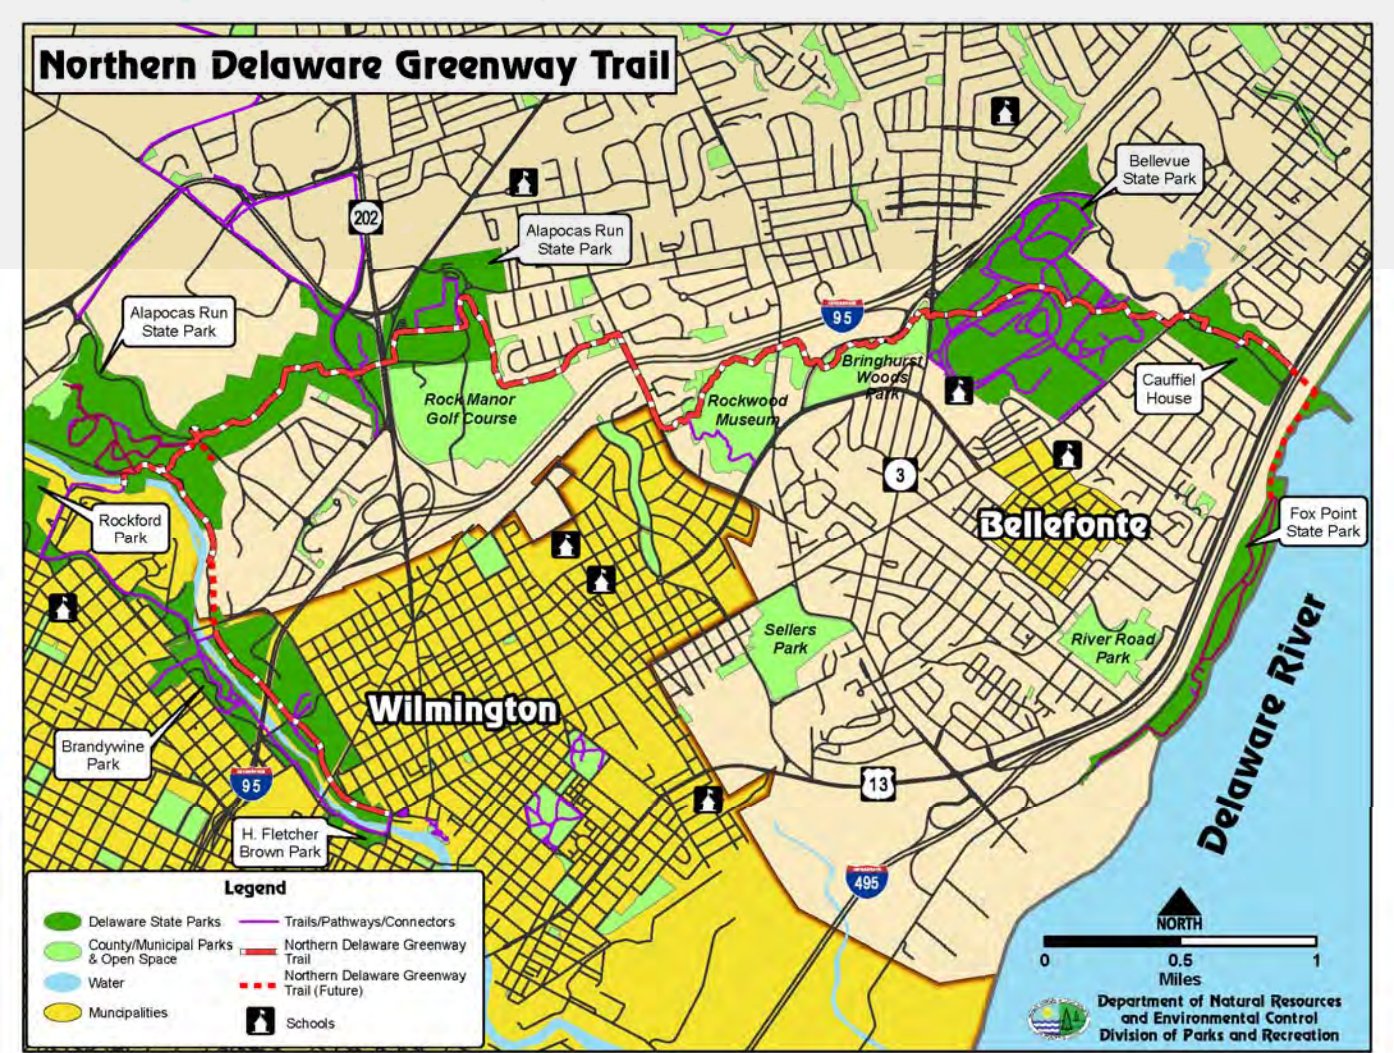 Northern Delaware Greenway Trail
Bellevue
State Park
202
Alapocas Run
State Park
Alapocas Run
State Park
95
Bringhurst
Woods
Park
Cauffiel
House
Rock Manor
Golf Course
Rockwood
Museum
3
Rockford
Park
Bellefonte
Fox Point
State Park
Sellers
Park
River Road
Park
Wilmington
Brandywine
Park
95
13
Delaware River
H. Fletcher
Brown Park
495
Legend
Delaware State Parks
County/Municipal Parks
& Open Space
Water
Muncipalities
Trails/Pathways/Connectors
Northern Delaware Greenway
Trail
Northern Delaware Greenway
Trail (Future)
Schools
NORTH
0 0.5 1
Miles
Department of Natural Resources
and Environmental Control
Division of Parks and Recreation